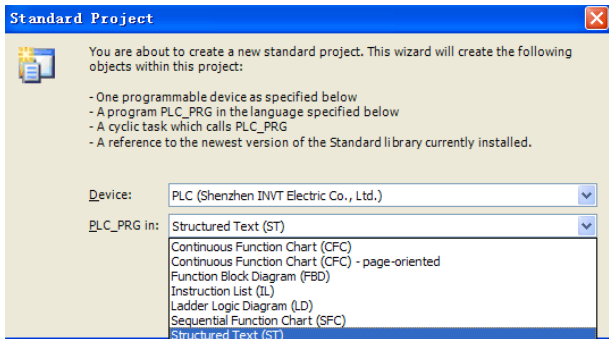 Standard Project
You are about to create a new standard project. This wizard will create the following
objects within this project:
- One programmable device as specified below
- A program PLC_PRG in the language specified below
- A cyclic task which calls PLC_PRG
- A reference to the newest version of the Standard library currently installed.
Device: PLC (Shenzhen INVT Electric Co., Ltd.)
PLC_PRG in: Structured Text (ST)
Continuous Function Chart (CFC)
Continuous Function Chart (CFC) - page-oriented
Function Block Diagram (FBD)
Instruction List (IL)
Ladder Logic Diagram (LD)
Sequential Function Chart (SFC)
Structured Text (ST)